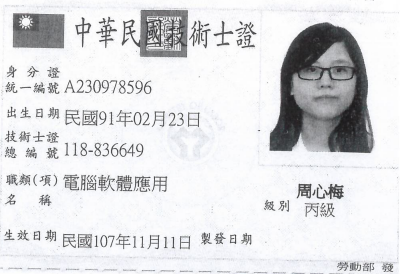 中華民國技術士證
身分證
統一編號 A230978596
出生日期 民國91年02月23日
技術士證
總編號 118-836649
職類(項)
名稱 電腦軟體應用
周心梅
級別 丙級
生效日期 民國107年11月11日 製發日期
勞動部 發